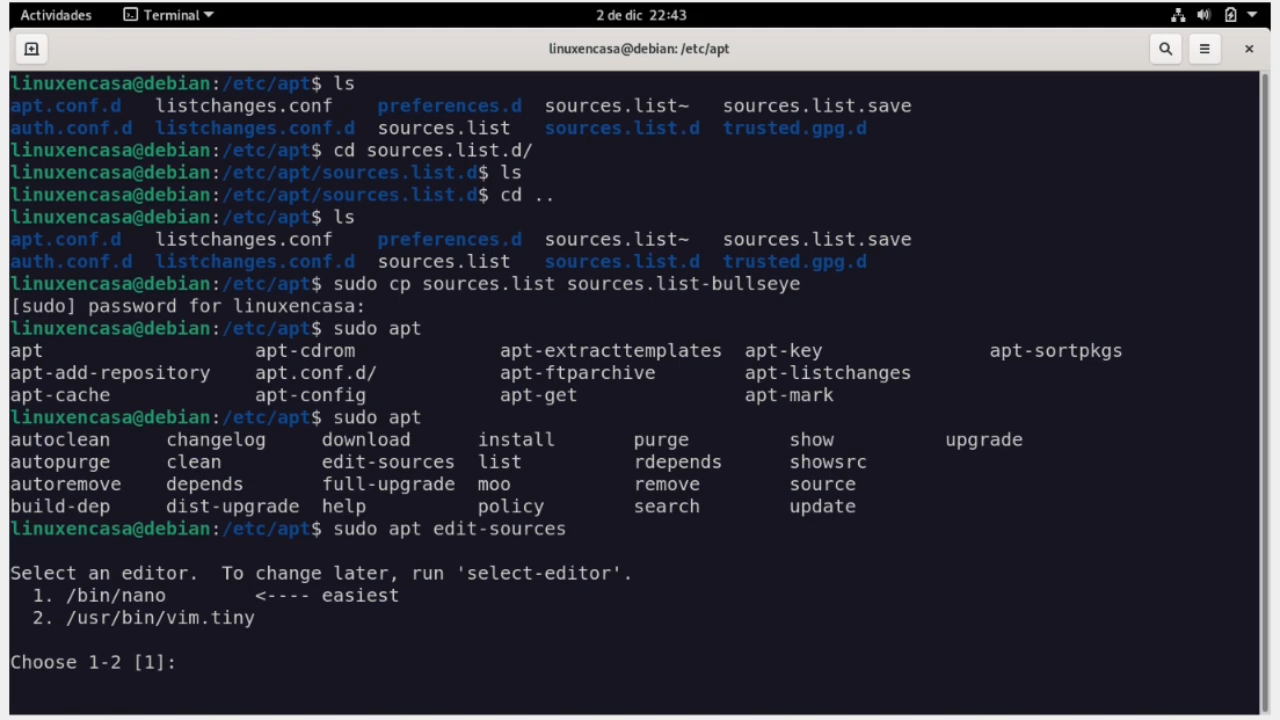 Actividades Terminal 2 de dic 22:43
linuxencasa@debian: /etc/apt
linuxencasa@debian:/etc/apt$ ls
apt.conf.d listchanges.conf preferences.d sources.list~ sources.list.save
auth.conf.d listchanges.conf.d sources.list sources.list.d trusted.gpg.d
linuxencasa@debian:/etc/apt$ cd sources.list.d/
linuxencasa@debian:/etc/apt/sources.list.d$ ls
linuxencasa@debian:/etc/apt/sources.list.d$ cd ..
linuxencasa@debian:/etc/apt$ ls
apt.conf.d listchanges.conf preferences.d sources.list~ sources.list.save
auth.conf.d listchanges.conf.d sources.list sources.list.d trusted.gpg.d
linuxencasa@debian:/etc/apt$ sudo cp sources.list sources.list-bullseye
[sudo] password for linuxencasa:
linuxencasa@debian:/etc/apt$ sudo apt
apt apt-cdrom apt-extracttemplates apt-key apt-sortpkgs
apt-add-repository apt.conf.d/ apt-ftparchive apt-listchanges
apt-cache apt-config apt-get apt-mark
linuxencasa@debian:/etc/apt$ sudo apt
autoclean changelog download install purge show upgrade
autopurge clean edit-sources list rdepends showsrc
autoremove depends full-upgrade moo remove source
build-dep dist-upgrade help policy search update
linuxencasa@debian:/etc/apt$ sudo apt edit-sources
Select an editor. To change later, run 'select-editor'.
1. /bin/nano <---- easiest
2. /usr/bin/vim.tiny
Choose 1-2 [1]: